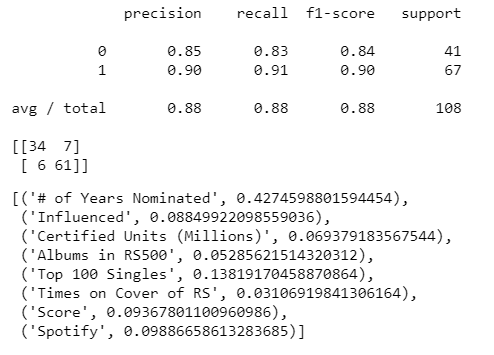 precision recall f1-score support
0 0.85 0.83 0.84 41
1 0.90 0.91 0.90 67
avg / total 0.88 0.88 0.88 108
[[34 7]
[ 6 61]]
[('# of Years Nominated', 0.4274598801594454),
('Influenced', 0.08849922098559036),
('Certified Units (Millions)', 0.069379183567544),
('Albums in RS500', 0.05285621514320312),
('Top 100 Singles', 0.13819170458870864),
('Times on Cover of RS', 0.03106919841306164),
('Score', 0.09367801100960986),
('Spotify', 0.09886658613283685)]